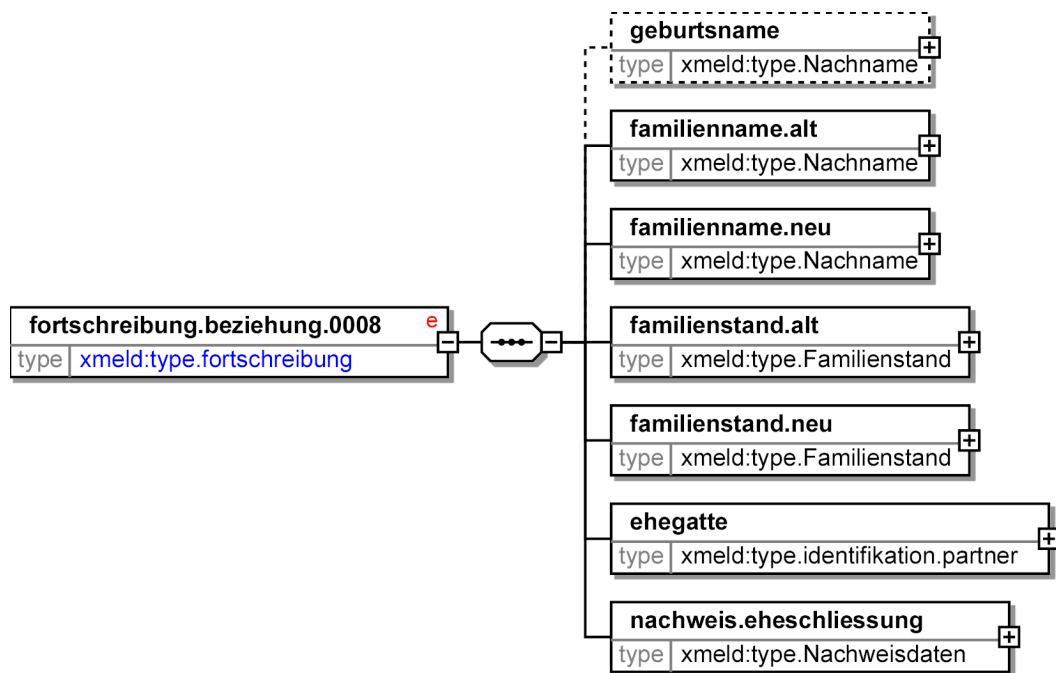 geburtsname
type xmeld:type.Nachname
familienname.alt
type xmeld:type.Nachname
familienname.neu
type xmeld:type.Nachname
fortschreibung.beziehung.0008 e
type xmeld:type.fortschreibung
familienstand.alt
type xmeld:type.Familienstand
familienstand.neu
type xmeld:type.Familienstand
ehegatte
type xmeld:type.identifikation.partner
nachweis.eheschliessung
type xmeld:type.Nachweisdaten